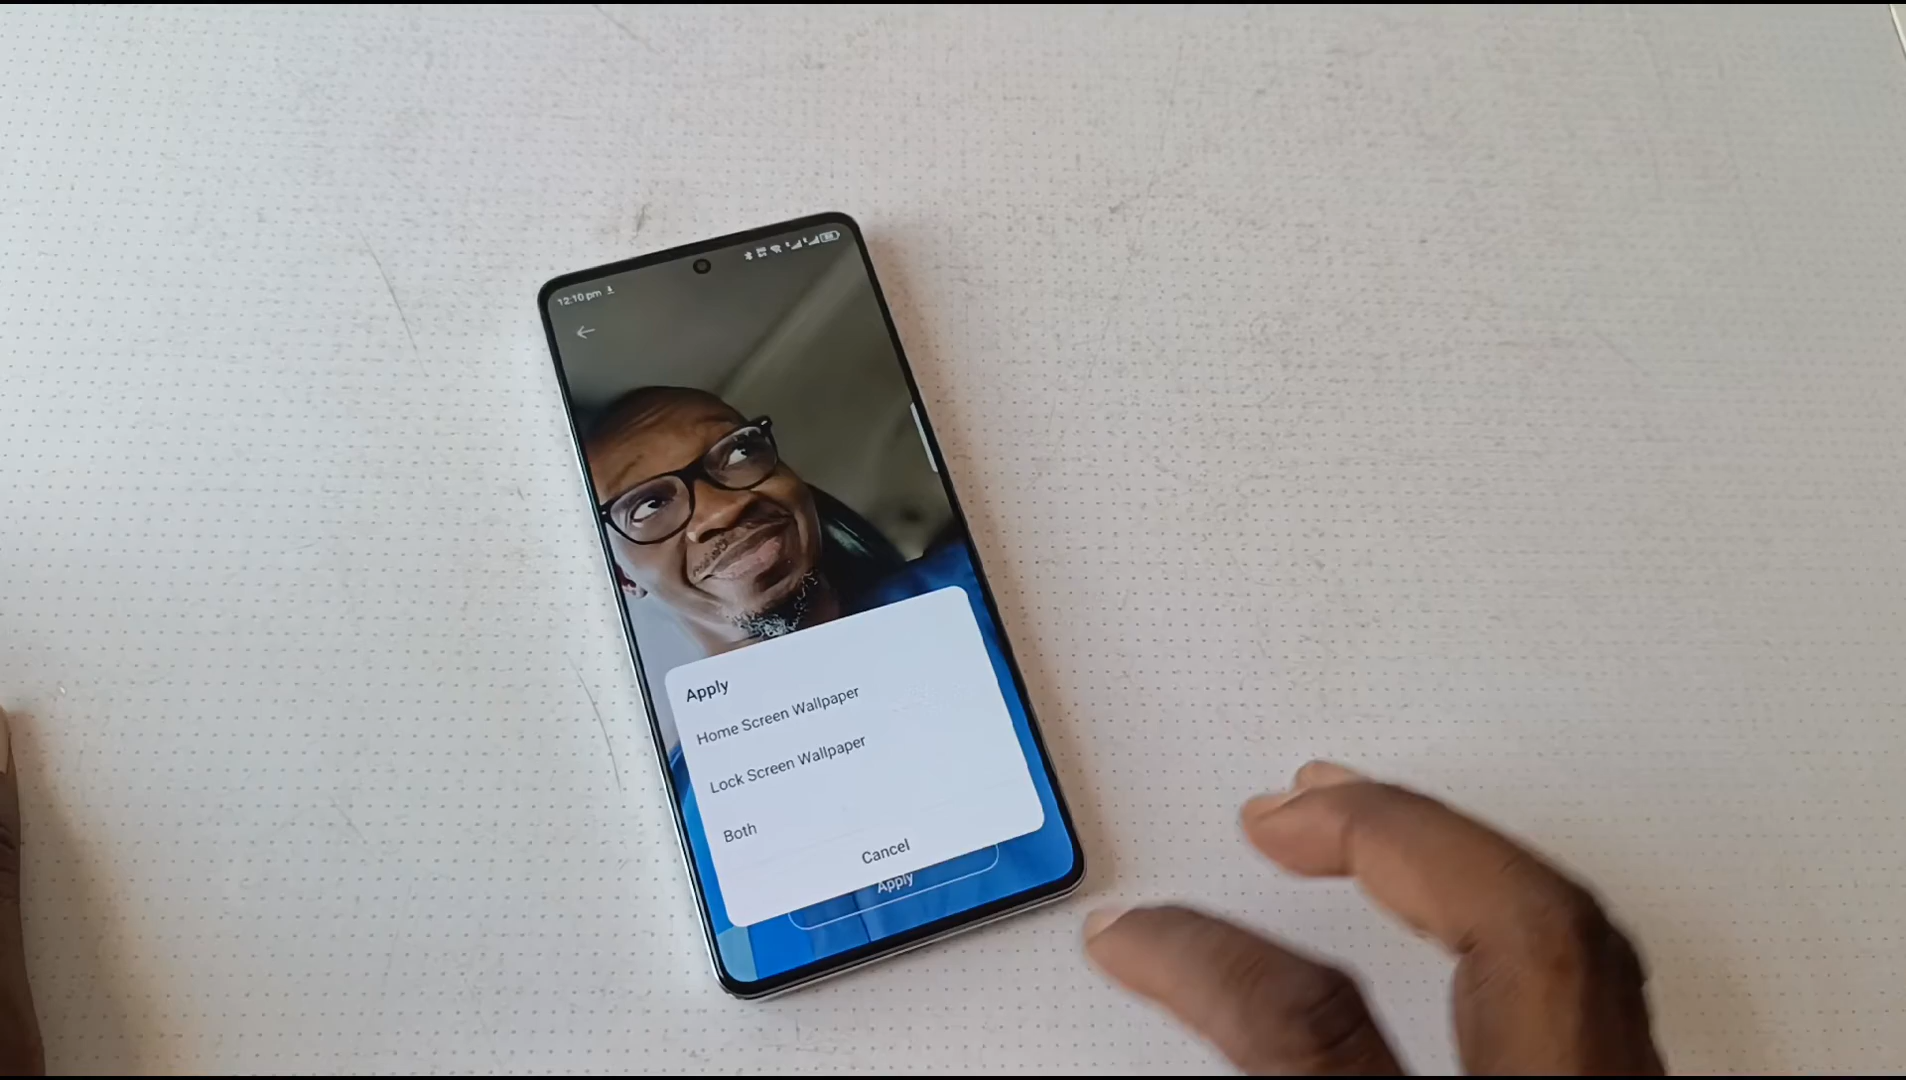 12:10 pm
Apply
Home Screen Wallpaper
Lock Screen Wallpaper
Both
Cancel
Apply